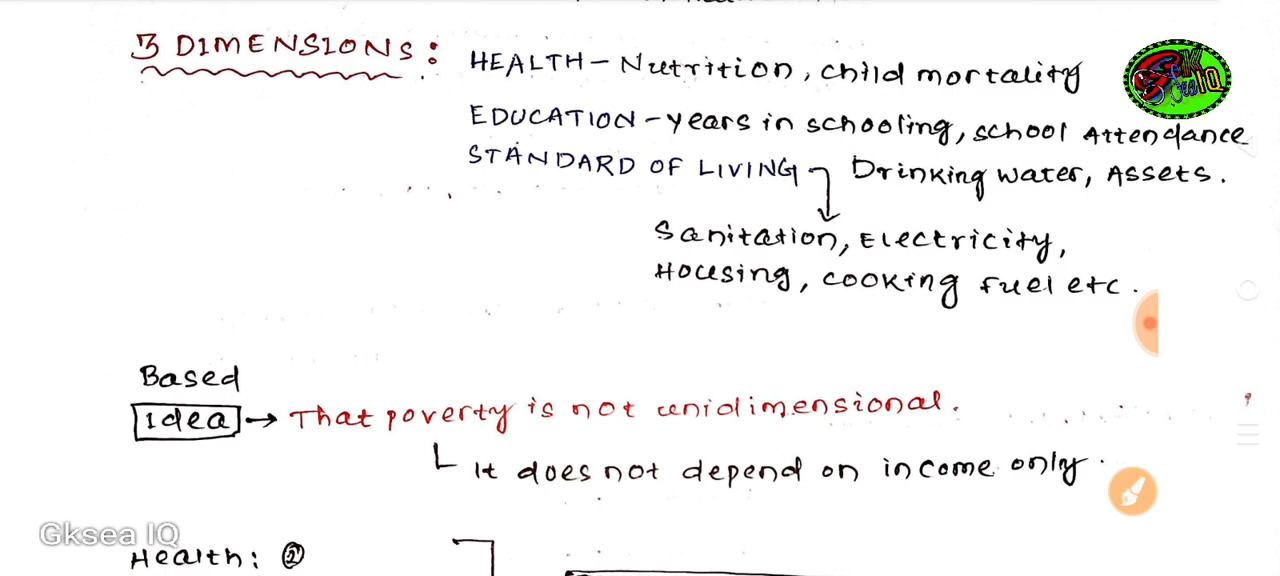 3 DIMENSIONS:
HEALTH - Nutrition, child mortality
EDUCATION - years in schooling, school Attendance
STANDARD OF LIVING Drinking water, Assets.
Sanitation, Electricity,
Housing, cooking fuel etc.
Based
Idea → That poverty is not unidimensional.
It does not depend on income only.
Gksea IQ
Health: ②